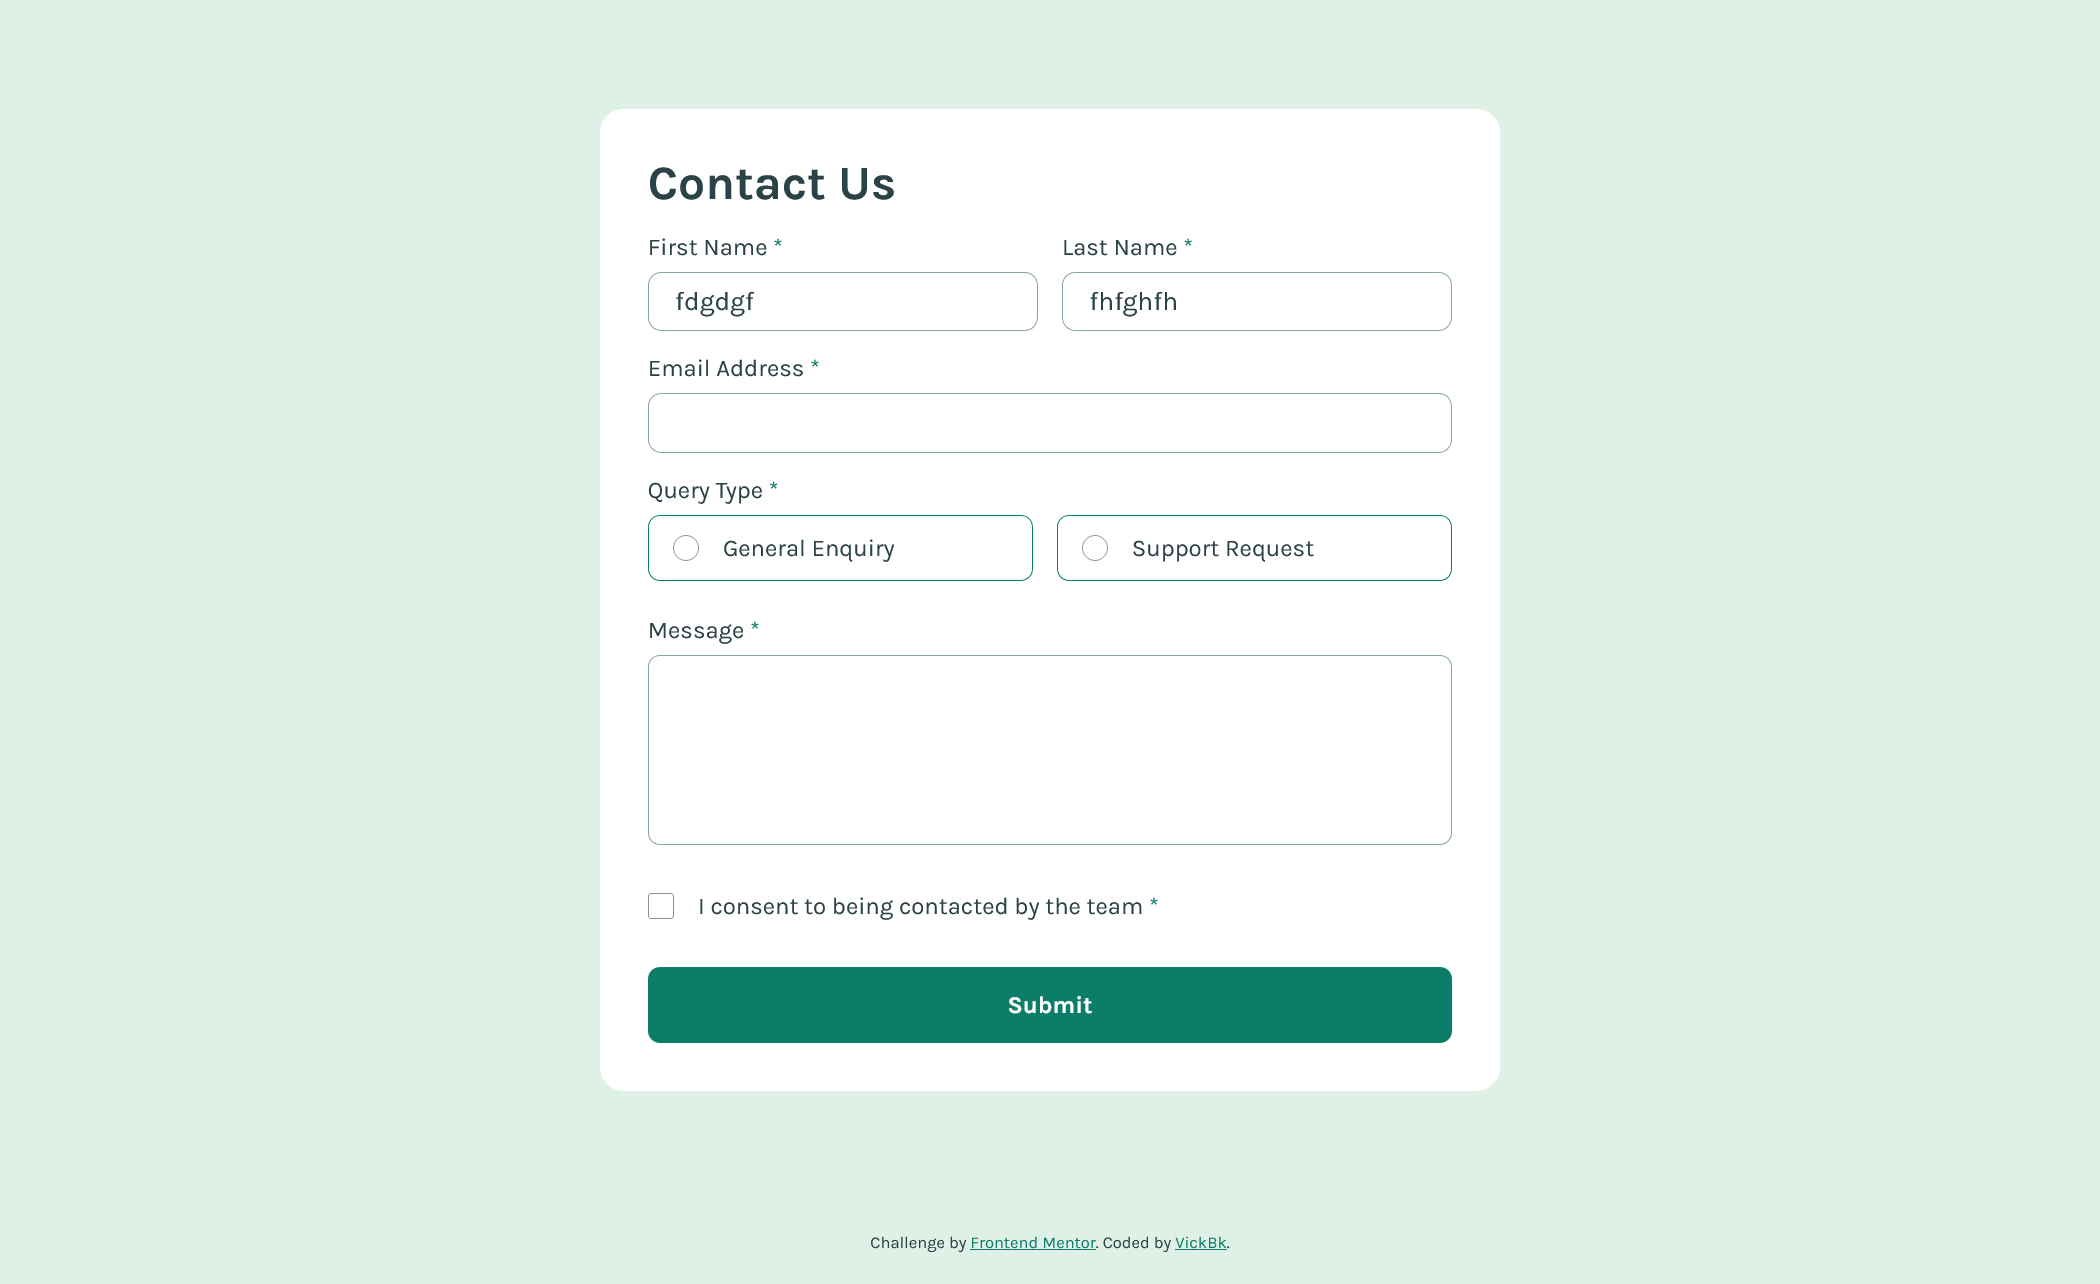 Contact Us
First Name *
Last Name *
fdgdgf
fhfghfh
Email Address *
Query Type *
General Enquiry
Support Request
Message *
I consent to being contacted by the team *
Submit
Challenge by Frontend Mentor. Coded by VickBk.